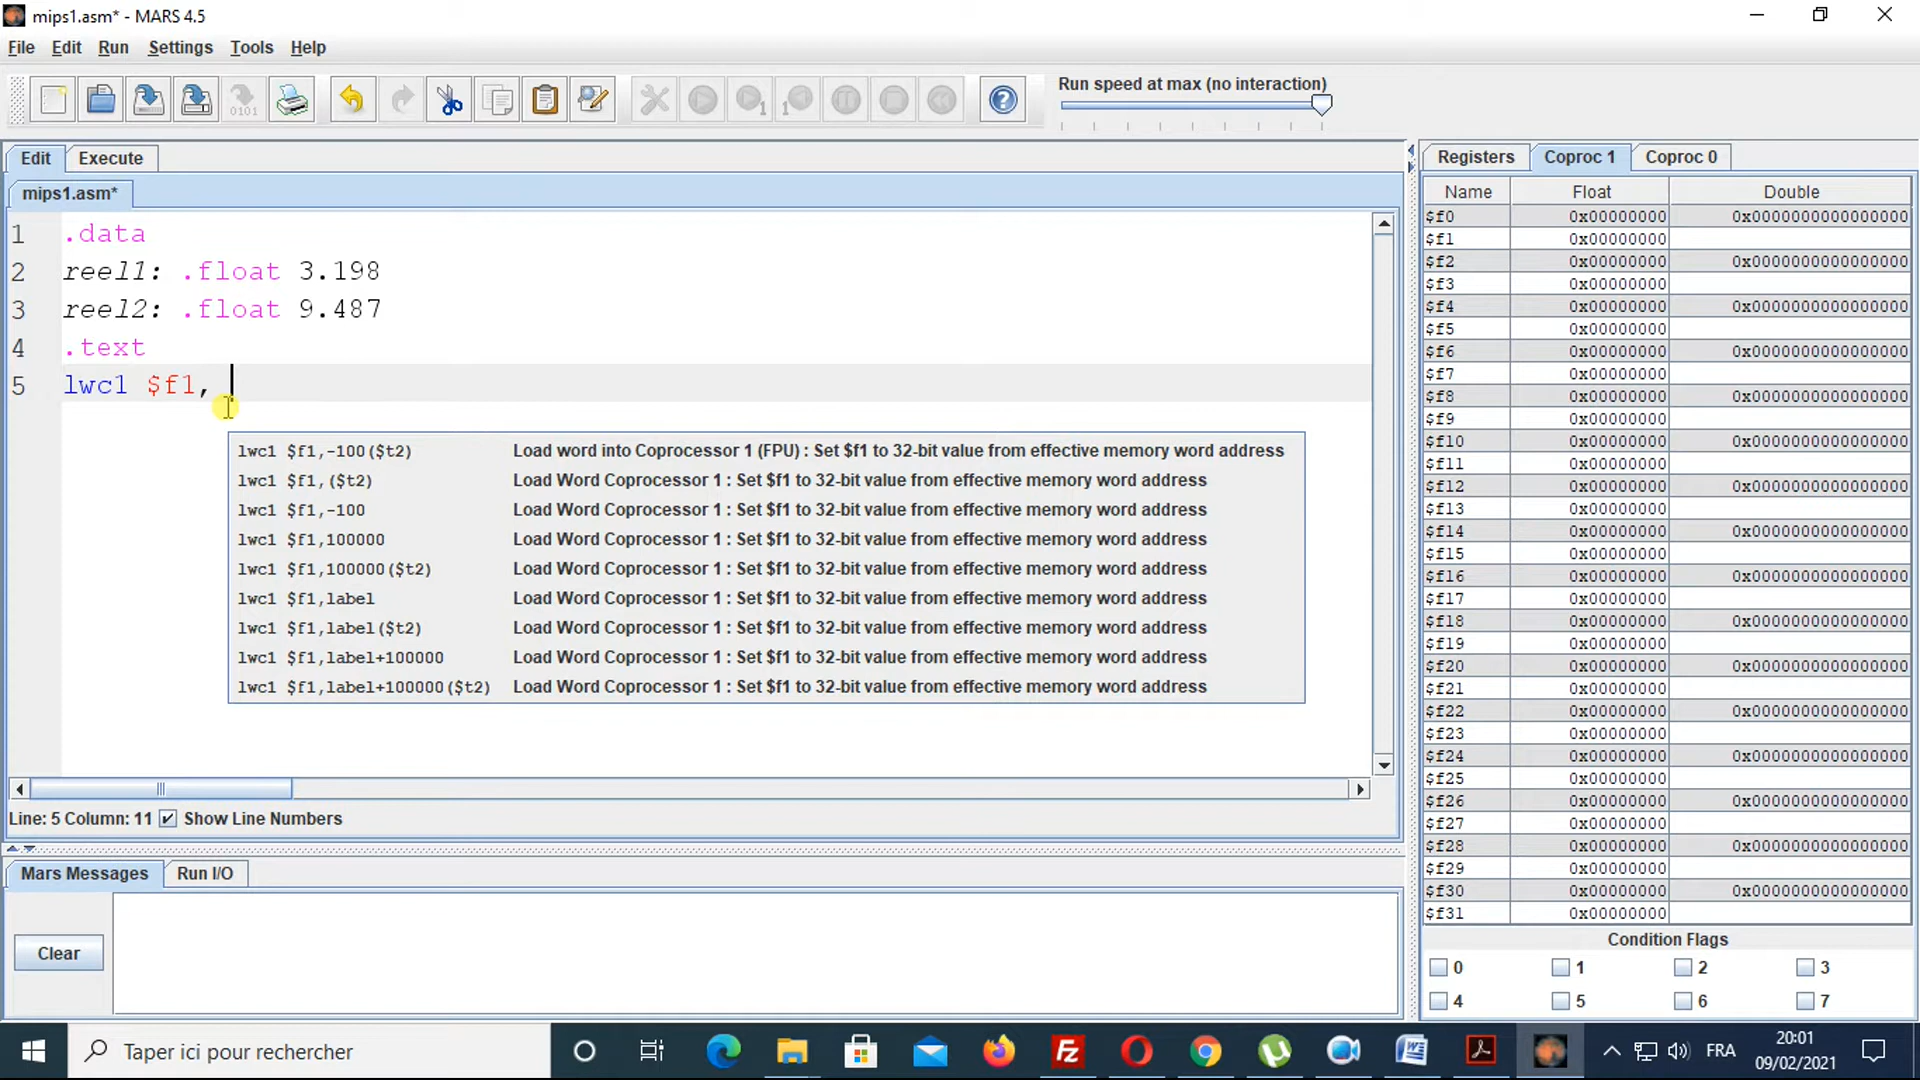 mips1.asm* - MARS 4.5
File Edit Run Settings Tools Help
Run speed at max (no interaction)
Edit Execute
mips1.asm*
1 .data
2 reel1: .float 3.198
3 reel2: .float 9.487
4 .text
5 lwc1 $f1,
lwc1 $f1,-100($t2) Load word into Coprocessor 1 (FPU) : Set $f1 to 32-bit value from effective memory word address
lwc1 $f1,($t2) Load Word Coprocessor 1 : Set $f1 to 32-bit value from effective memory word address
lwc1 $f1,-100 Load Word Coprocessor 1 : Set $f1 to 32-bit value from effective memory word address
lwc1 $f1,100000 Load Word Coprocessor 1 : Set $f1 to 32-bit value from effective memory word address
lwc1 $f1,100000($t2) Load Word Coprocessor 1 : Set $f1 to 32-bit value from effective memory word address
lwc1 $f1,label Load Word Coprocessor 1 : Set $f1 to 32-bit value from effective memory word address
lwc1 $f1,label($t2) Load Word Coprocessor 1 : Set $f1 to 32-bit value from effective memory word address
lwc1 $f1,label+100000 Load Word Coprocessor 1 : Set $f1 to 32-bit value from effective memory word address
lwc1 $f1,label+100000($t2) Load Word Coprocessor 1 : Set $f1 to 32-bit value from effective memory word address
Line: 5 Column: 11 Show Line Numbers
Mars Messages Run I/O
Clear
Registers Coproc 1 Coproc 0
Name Float Double
$f0 0x00000000 0x0000000000000000
$f1 0x00000000
$f2 0x00000000 0x0000000000000000
$f3 0x00000000
$f4 0x00000000 0x0000000000000000
$f5 0x00000000
$f6 0x00000000 0x0000000000000000
$f7 0x00000000
$f8 0x00000000 0x0000000000000000
$f9 0x00000000
$f10 0x00000000 0x0000000000000000
$f11 0x00000000
$f12 0x00000000 0x0000000000000000
$f13 0x00000000
$f14 0x00000000 0x0000000000000000
$f15 0x00000000
$f16 0x00000000 0x0000000000000000
$f17 0x00000000
$f18 0x00000000 0x0000000000000000
$f19 0x00000000
$f20 0x00000000 0x0000000000000000
$f21 0x00000000
$f22 0x00000000 0x0000000000000000
$f23 0x00000000
$f24 0x00000000 0x0000000000000000
$f25 0x00000000
$f26 0x00000000 0x0000000000000000
$f27 0x00000000
$f28 0x00000000 0x0000000000000000
$f29 0x00000000
$f30 0x00000000 0x0000000000000000
$f31 0x00000000
Condition Flags
0 1 2 3
4 5 6 7
Taper ici pour rechercher
FRA
20:01
09/02/2021